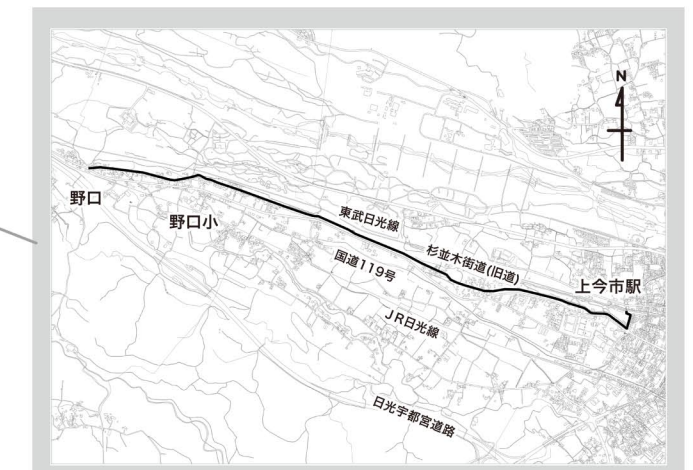 N
野口
野口小
東武日光線
国道119号
杉並木街道(旧道)
上今市駅
JR日光線
日光宇都宮道路